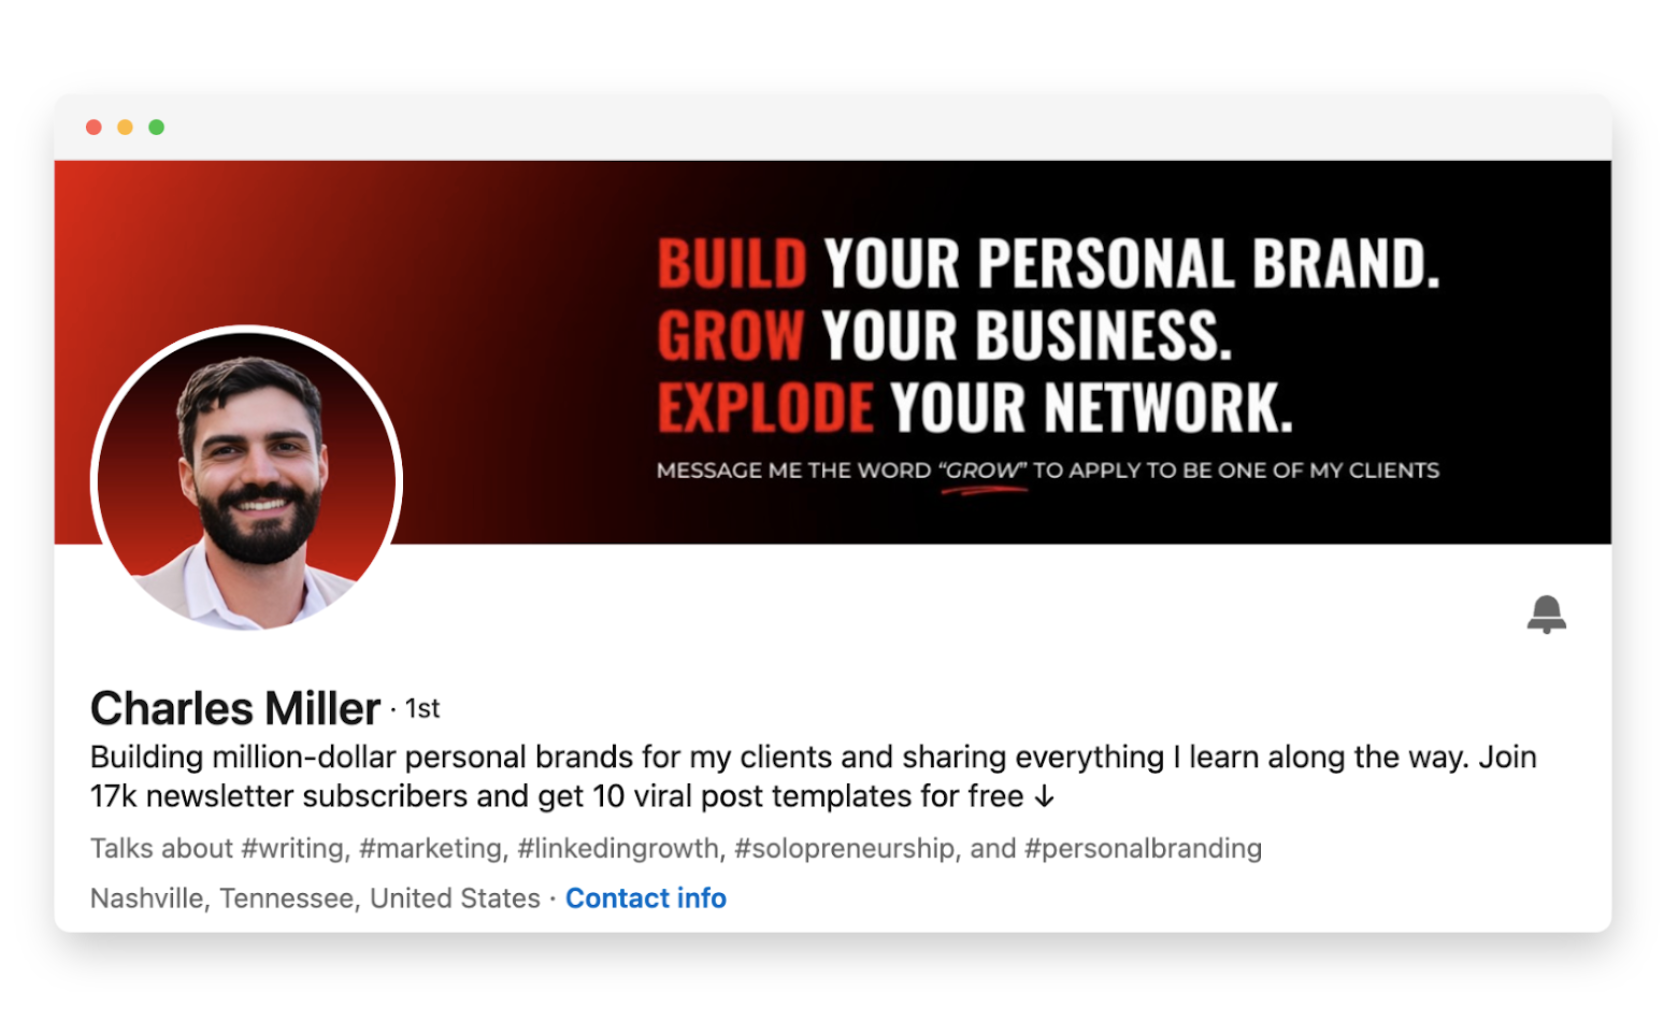 BUILD YOUR PERSONAL BRAND.
GROW YOUR BUSINESS.
EXPLODE YOUR NETWORK.
MESSAGE ME THE WORD “GROW” TO APPLY TO BE ONE OF MY CLIENTS
Charles Miller · 1st
Building million-dollar personal brands for my clients and sharing everything I learn along the way. Join
17k newsletter subscribers and get 10 viral post templates for free ↓
Talks about #writing, #marketing, #linkedingrowth, #solopreneurship, and #personalbranding
Nashville, Tennessee, United States · Contact info